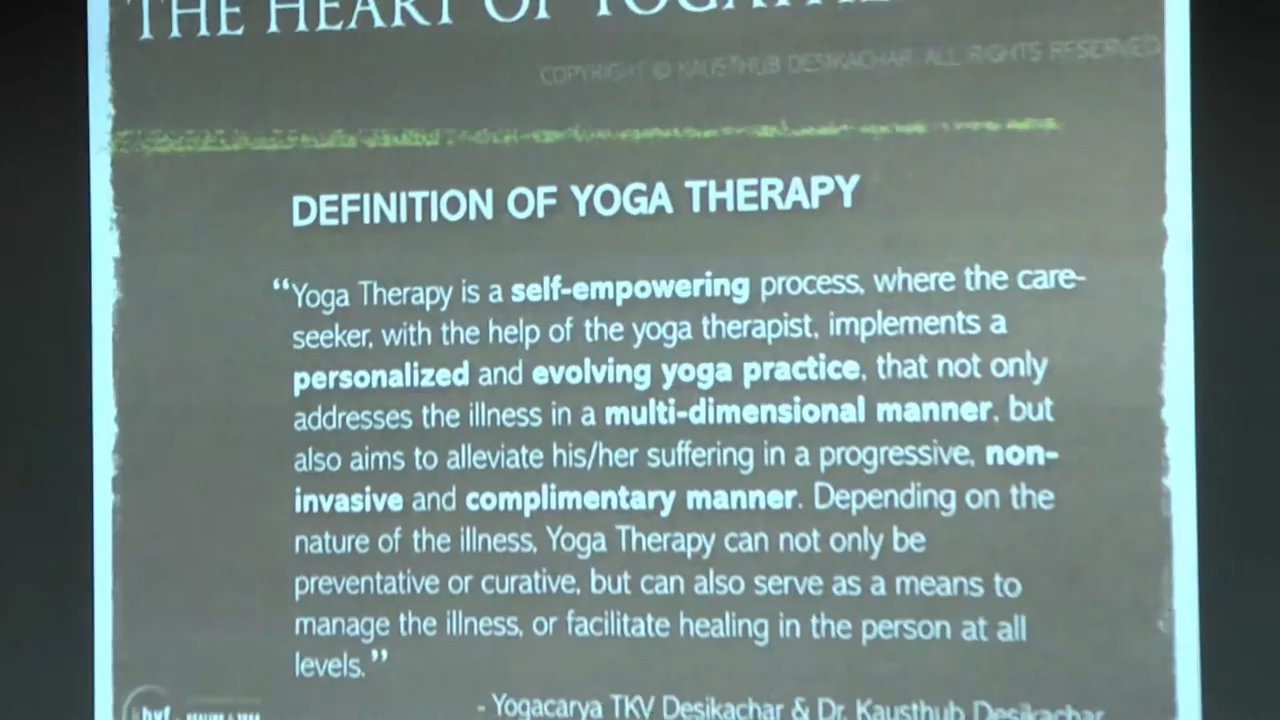 THE HEART OF
COPYRIGHT © KAUSTHUB DESIKACHAR. ALL RIGHTS RESERVED
DEFINITION OF YOGA THERAPY
“Yoga Therapy is a self-empowering process, where the care-
seeker, with the help of the yoga therapist, implements a
personalized and evolving yoga practice, that not only
addresses the illness in a multi-dimensional manner, but
also aims to alleviate his/her suffering in a progressive, non-
invasive and complimentary manner. Depending on the
nature of the illness, Yoga Therapy can not only be
preventative or curative, but can also serve as a means to
manage the illness, or facilitate healing in the person at all
levels.”
- Yogacarya TKV Desikachar & Dr. Kausthub Desikachar